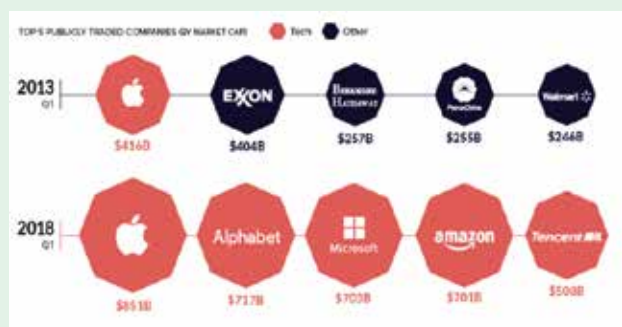 TOP 5 PUBLICLY TRADED COMPANIES (BY MARKET CAP)
Tech
Other
2013
Q1
EXXON
BERKSHIRE
HATHAWAY
PetroChina
Walmart
$416B
$404B
$257B
$255B
$246B
2018
Q1
Alphabet
Microsoft
amazon
Tencent
$851B
$717B
$703B
$701B
$508B